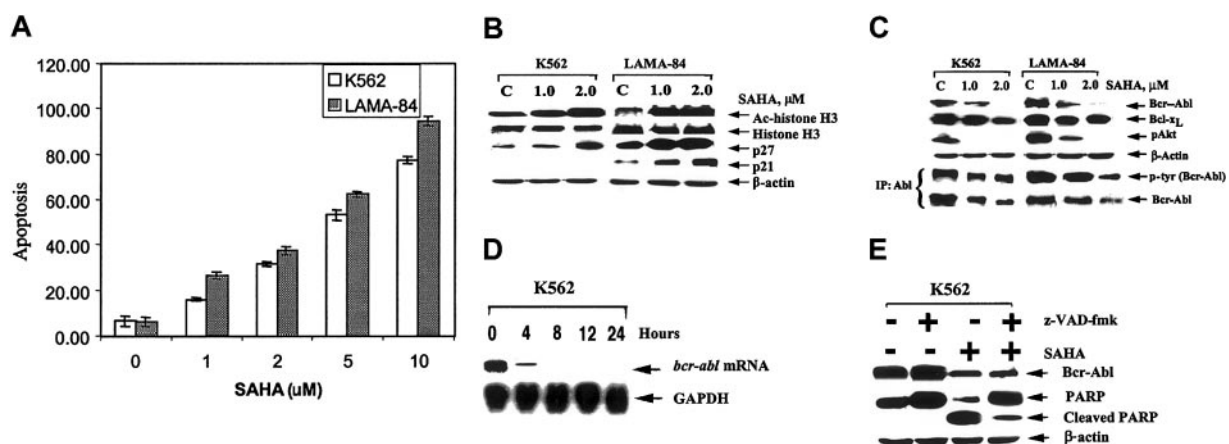 A
120.00
100.00
80.00
60.00
40.00
20.00
0.00
Apoptosis
K562
LAMA-84
0 1 2 5 10
SAHA (uM)
B
K562 LAMA-84
C 1.0 2.0 C 1.0 2.0 SAHA, μM
Ac-histone H3
Histone H3
p27
p21
β-actin
C
K562 LAMA-84
C 1.0 2.0 C 1.0 2.0 SAHA, μM
Bcr-Abl
Bcl-xL
pAkt
β-Actin
IP: Abl
p-tyr (Bcr-Abl)
Bcr-Abl
D
K562
0 4 8 12 24 Hours
bcr-abl mRNA
GAPDH
E
K562
- + - + z-VAD-fmk
- - + + SAHA
Bcr-Abl
PARP
Cleaved PARP
β-actin